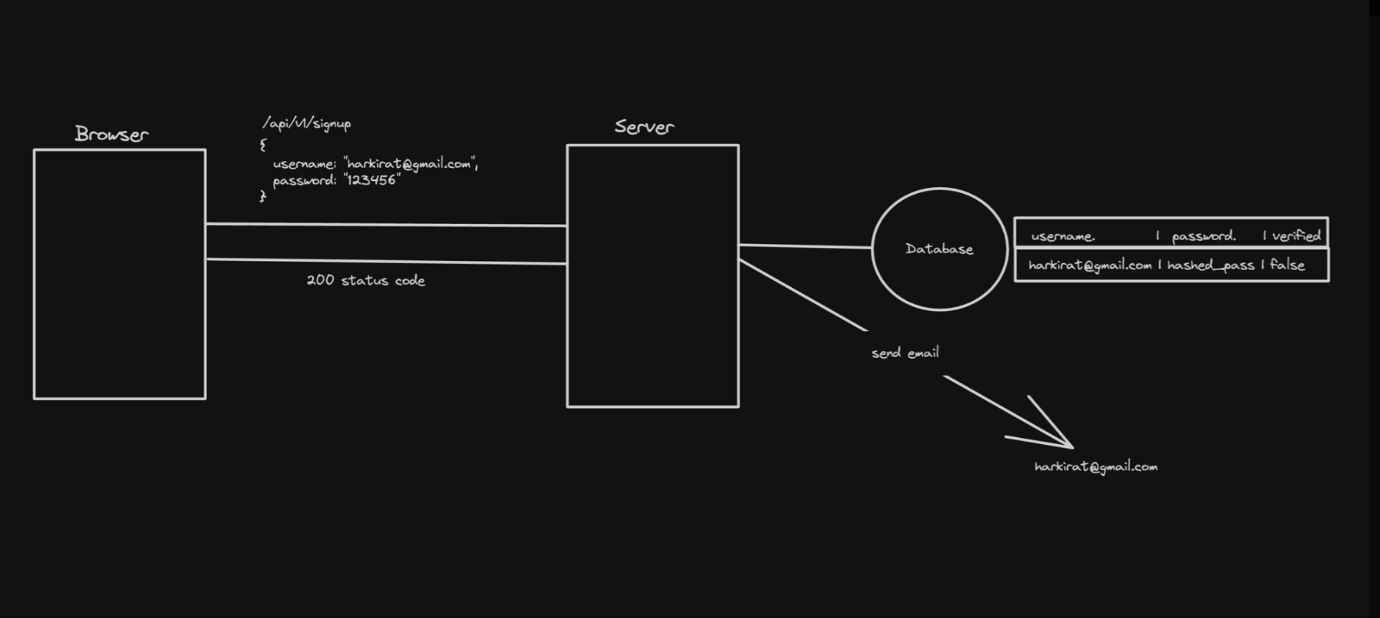 Browser
/api/v1/signup
{
username: "harkirat@gmail.com",
password: "123456"
}
200 status code
Server
Database
username. | password. | verified
harkirat@gmail.com | hashed_pass | false
send email
harkirat@gmail.com